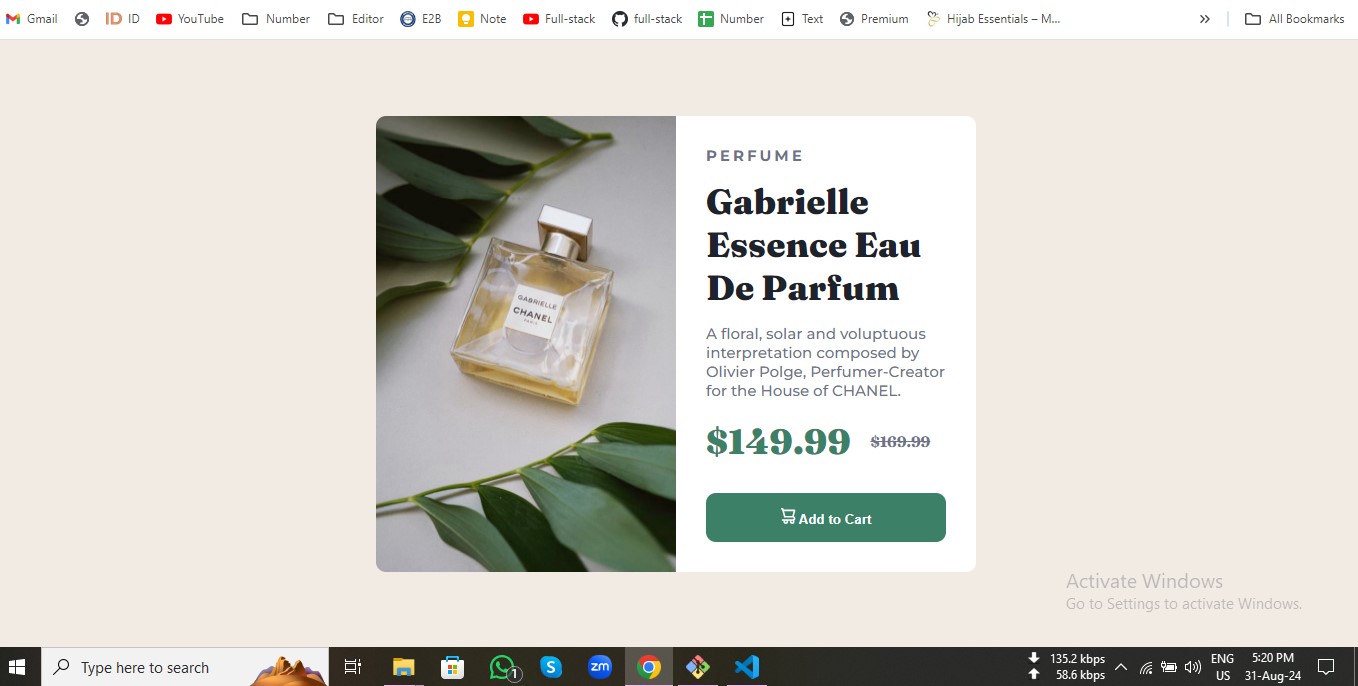 Gmail ID YouTube Number Editor E2B Note Full-stack full-stack Number Text Premium Hijab Essentials – M... » All Bookmarks
GABRIELLE
CHANEL
PARIS
PERFUME
Gabrielle
Essence Eau
De Parfum
A floral, solar and voluptuous
interpretation composed by
Olivier Polge, Perfumer-Creator
for the House of CHANEL.
$149.99 $169.99
Add to Cart
Activate Windows
Go to Settings to activate Windows.
Type here to search
1
S
zm
135.2 kbps
58.6 kbps
ENG
US
5:20 PM
31-Aug-24